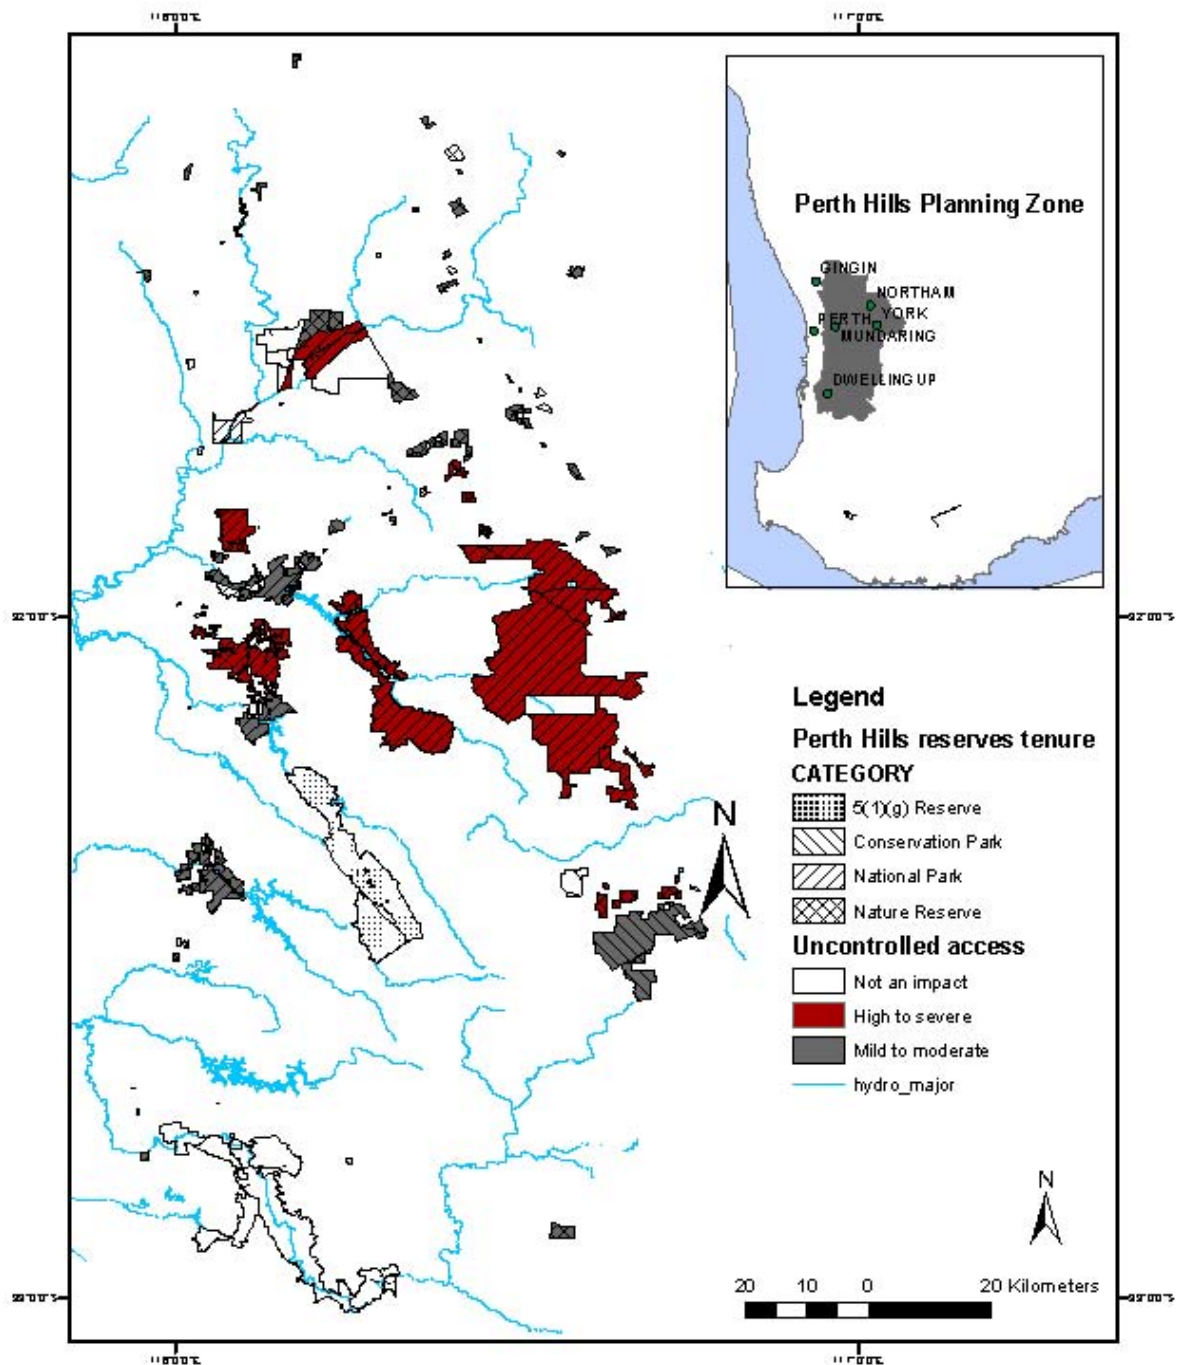 Perth Hills Planning Zone
GINGIN
NORTHAM
PERTH
YORK
MUNDARING
DWELLINGUP
Legend
Perth Hills reserves tenure
CATEGORY
5(1)(g) Reserve
Conservation Park
National Park
Nature Reserve
Uncontrolled access
Not an impact
High to severe
Mild to moderate
hydro_major
N
N
20 10 0 20 Kilometers